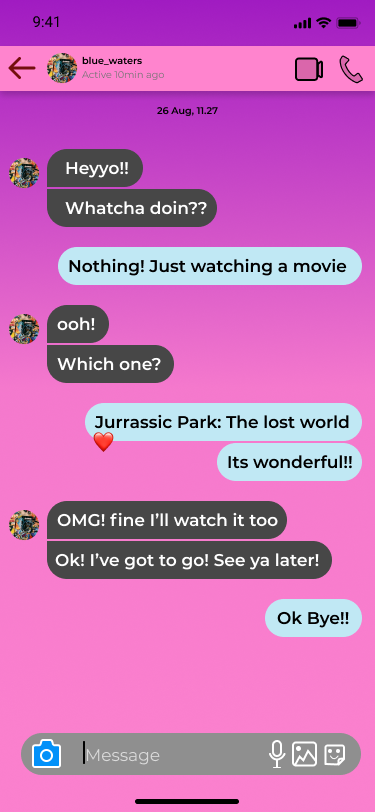 9:41
blue_waters
Active 10min ago
26 Aug, 11.27
Heyyo!!
Whatcha doin??
Nothing! Just watching a movie
ooh!
Which one?
Jurrassic Park: The lost world
Its wonderful!!
OMG! fine I’ll watch it too
Ok! I’ve got to go! See ya later!
Ok Bye!!
Message